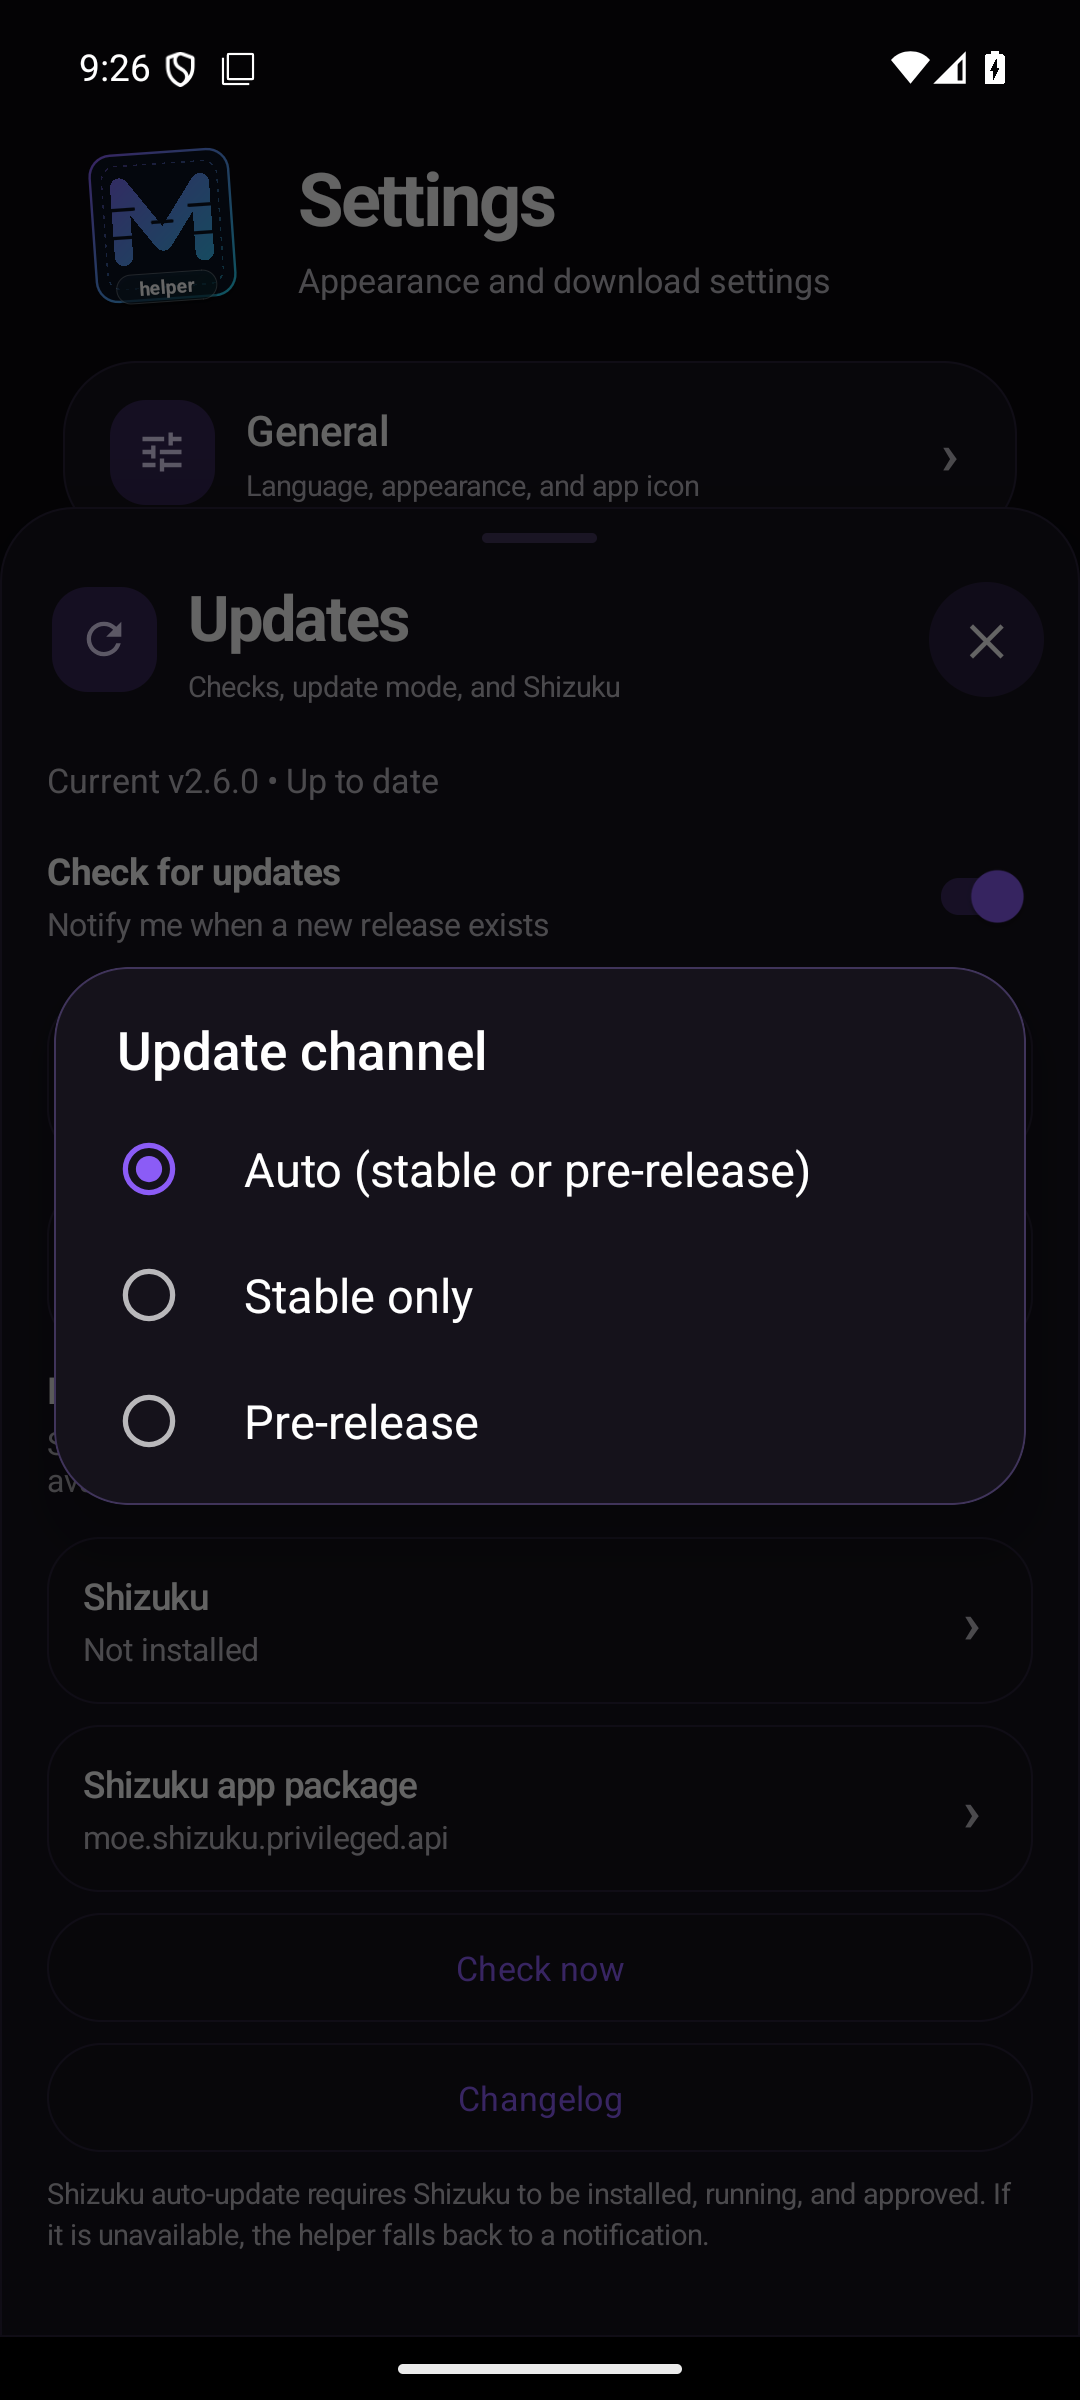 9:26
helper
Settings
Appearance and download settings
General
Language, appearance, and app icon
Updates
Checks, update mode, and Shizuku
Current v2.6.0 • Up to date
Check for updates
Notify me when a new release exists
Update channel
Auto (stable or pre-release)
Stable only
Pre-release
Shizuku
Not installed
Shizuku app package
moe.shizuku.privileged.api
Check now
Changelog
Shizuku auto-update requires Shizuku to be installed, running, and approved. If
it is unavailable, the helper falls back to a notification.